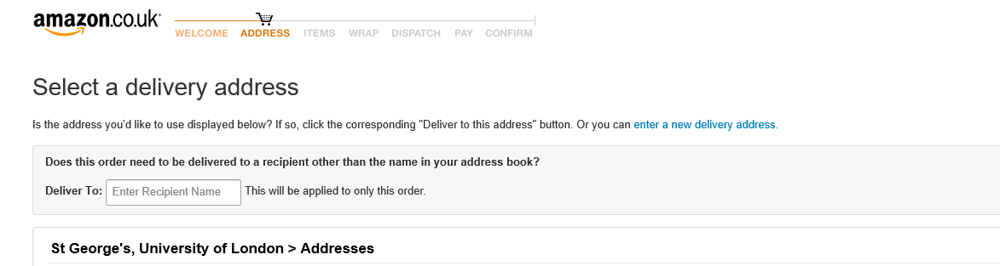 amazon.co.uk
WELCOME ADDRESS ITEMS WRAP DISPATCH PAY CONFIRM
Select a delivery address
Is the address you'd like to use displayed below? If so, click the corresponding "Deliver to this address" button. Or you can enter a new delivery address.
Does this order need to be delivered to a recipient other than the name in your address book?
Deliver To: Enter Recipient Name This will be applied to only this order.
St George's, University of London > Addresses